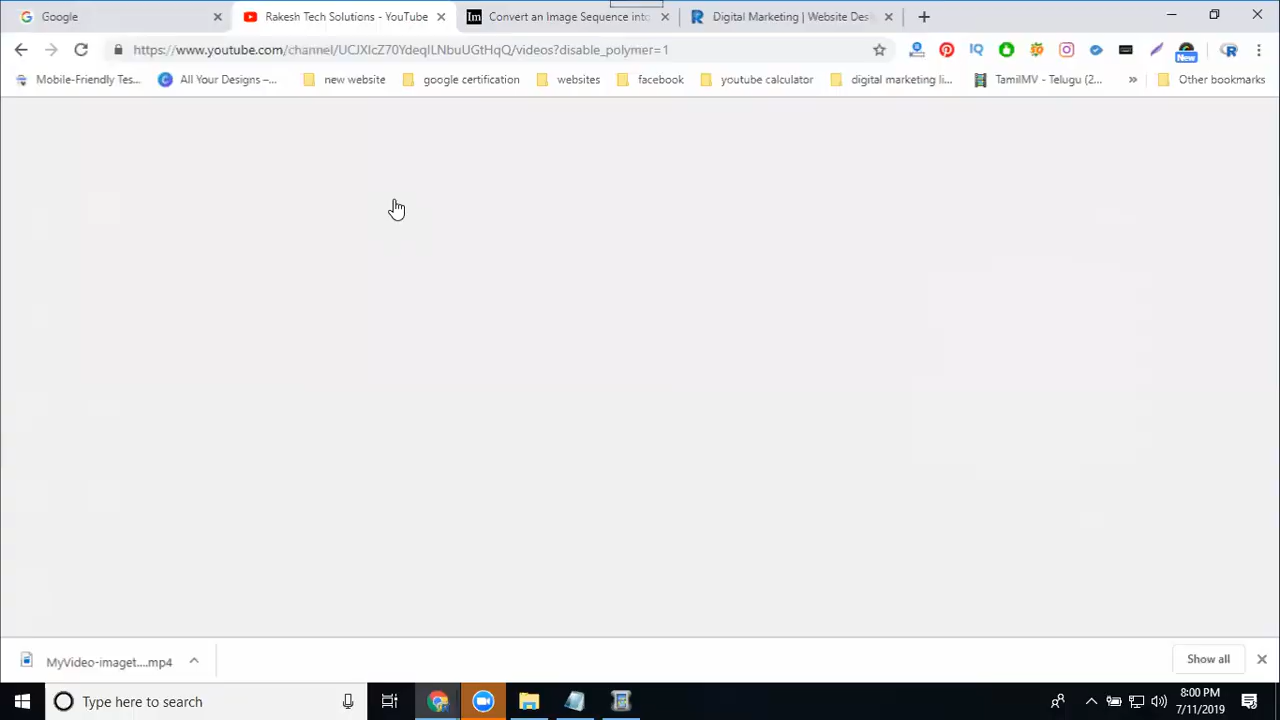 Google
Rakesh Tech Solutions - YouTube
Im Convert an Image Sequence into
Digital Marketing | Website Des
https://www.youtube.com/channel/UCJXIcZ70YdeqILNbuUGtHqQ/videos?disable_polymer=1
IQ
New
Mobile-Friendly Tes...
All Your Designs –...
new website
google certification
websites
facebook
youtube calculator
digital marketing li...
TamilMV - Telugu (2...
»
Other bookmarks
MyVideo-imaget....mp4
Show all
Type here to search
8:00 PM
7/11/2019